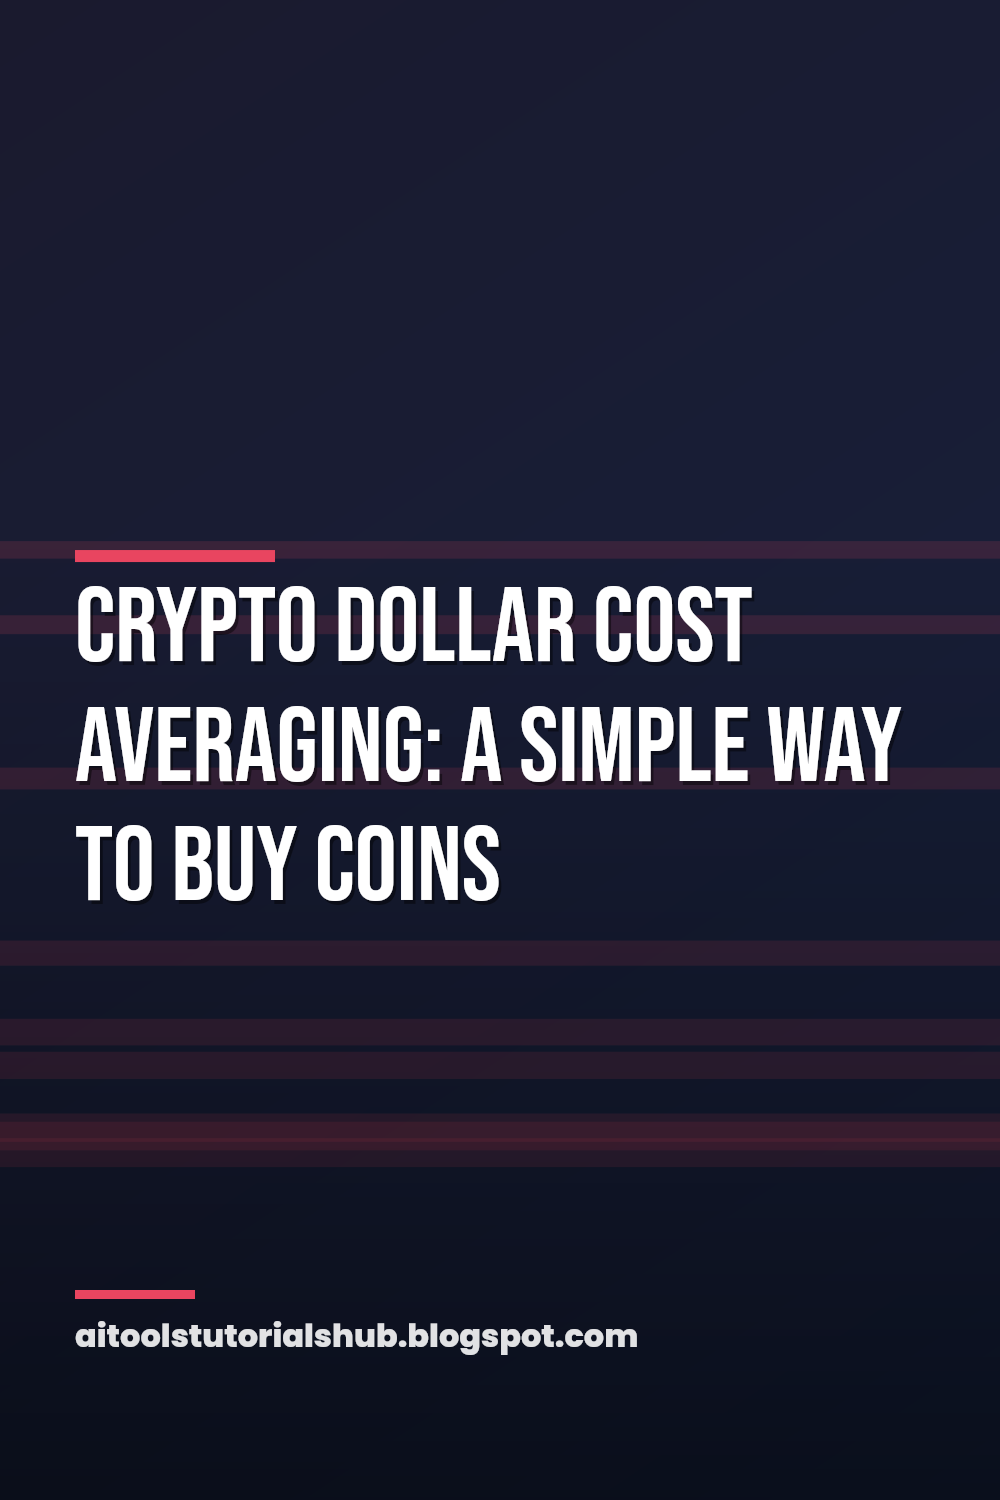 CRYPTO DOLLAR COST
AVERAGING: A SIMPLE WAY
TO BUY COINS
aitoolstutorialshub.blogspot.com